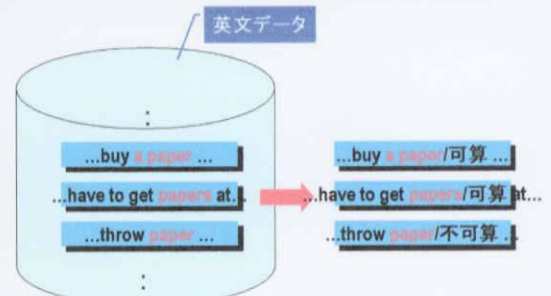 英文データ
:
...buy a paper ...
...have to get papers at...
...throw paper ...
:
...buy a paper/可算 ...
...have to get papers/可算 at...
...throw paper/不可算 ...